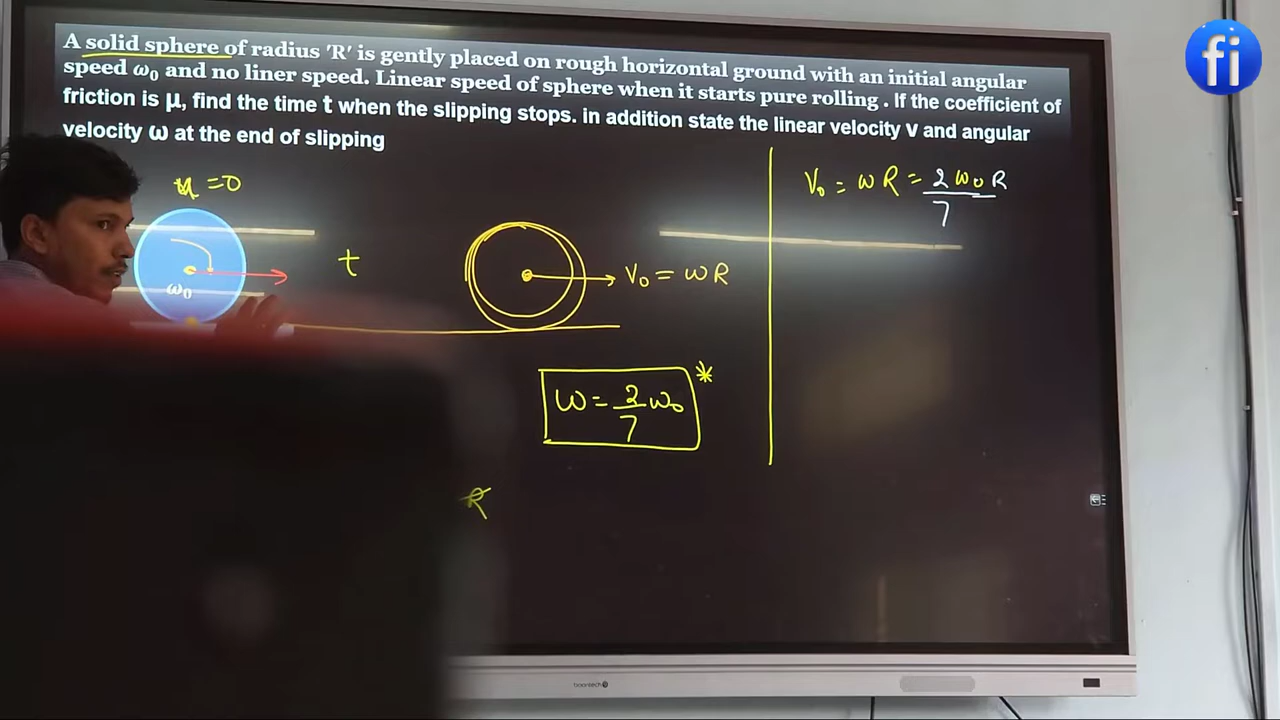 A solid sphere of radius 'R' is gently placed on rough horizontal ground with an initial angular
speed ω₀ and no liner speed. Linear speed of sphere when it starts pure rolling . If the coefficient of
friction is μ, find the time t when the slipping stops. in addition state the linear velocity V and angular
velocity ω at the end of slipping
fi
u = 0
V₀ = ωR = 2ω₀R / 7
t
V₀ = ωR
ω₀
ω = 2/7 ω₀ *
R